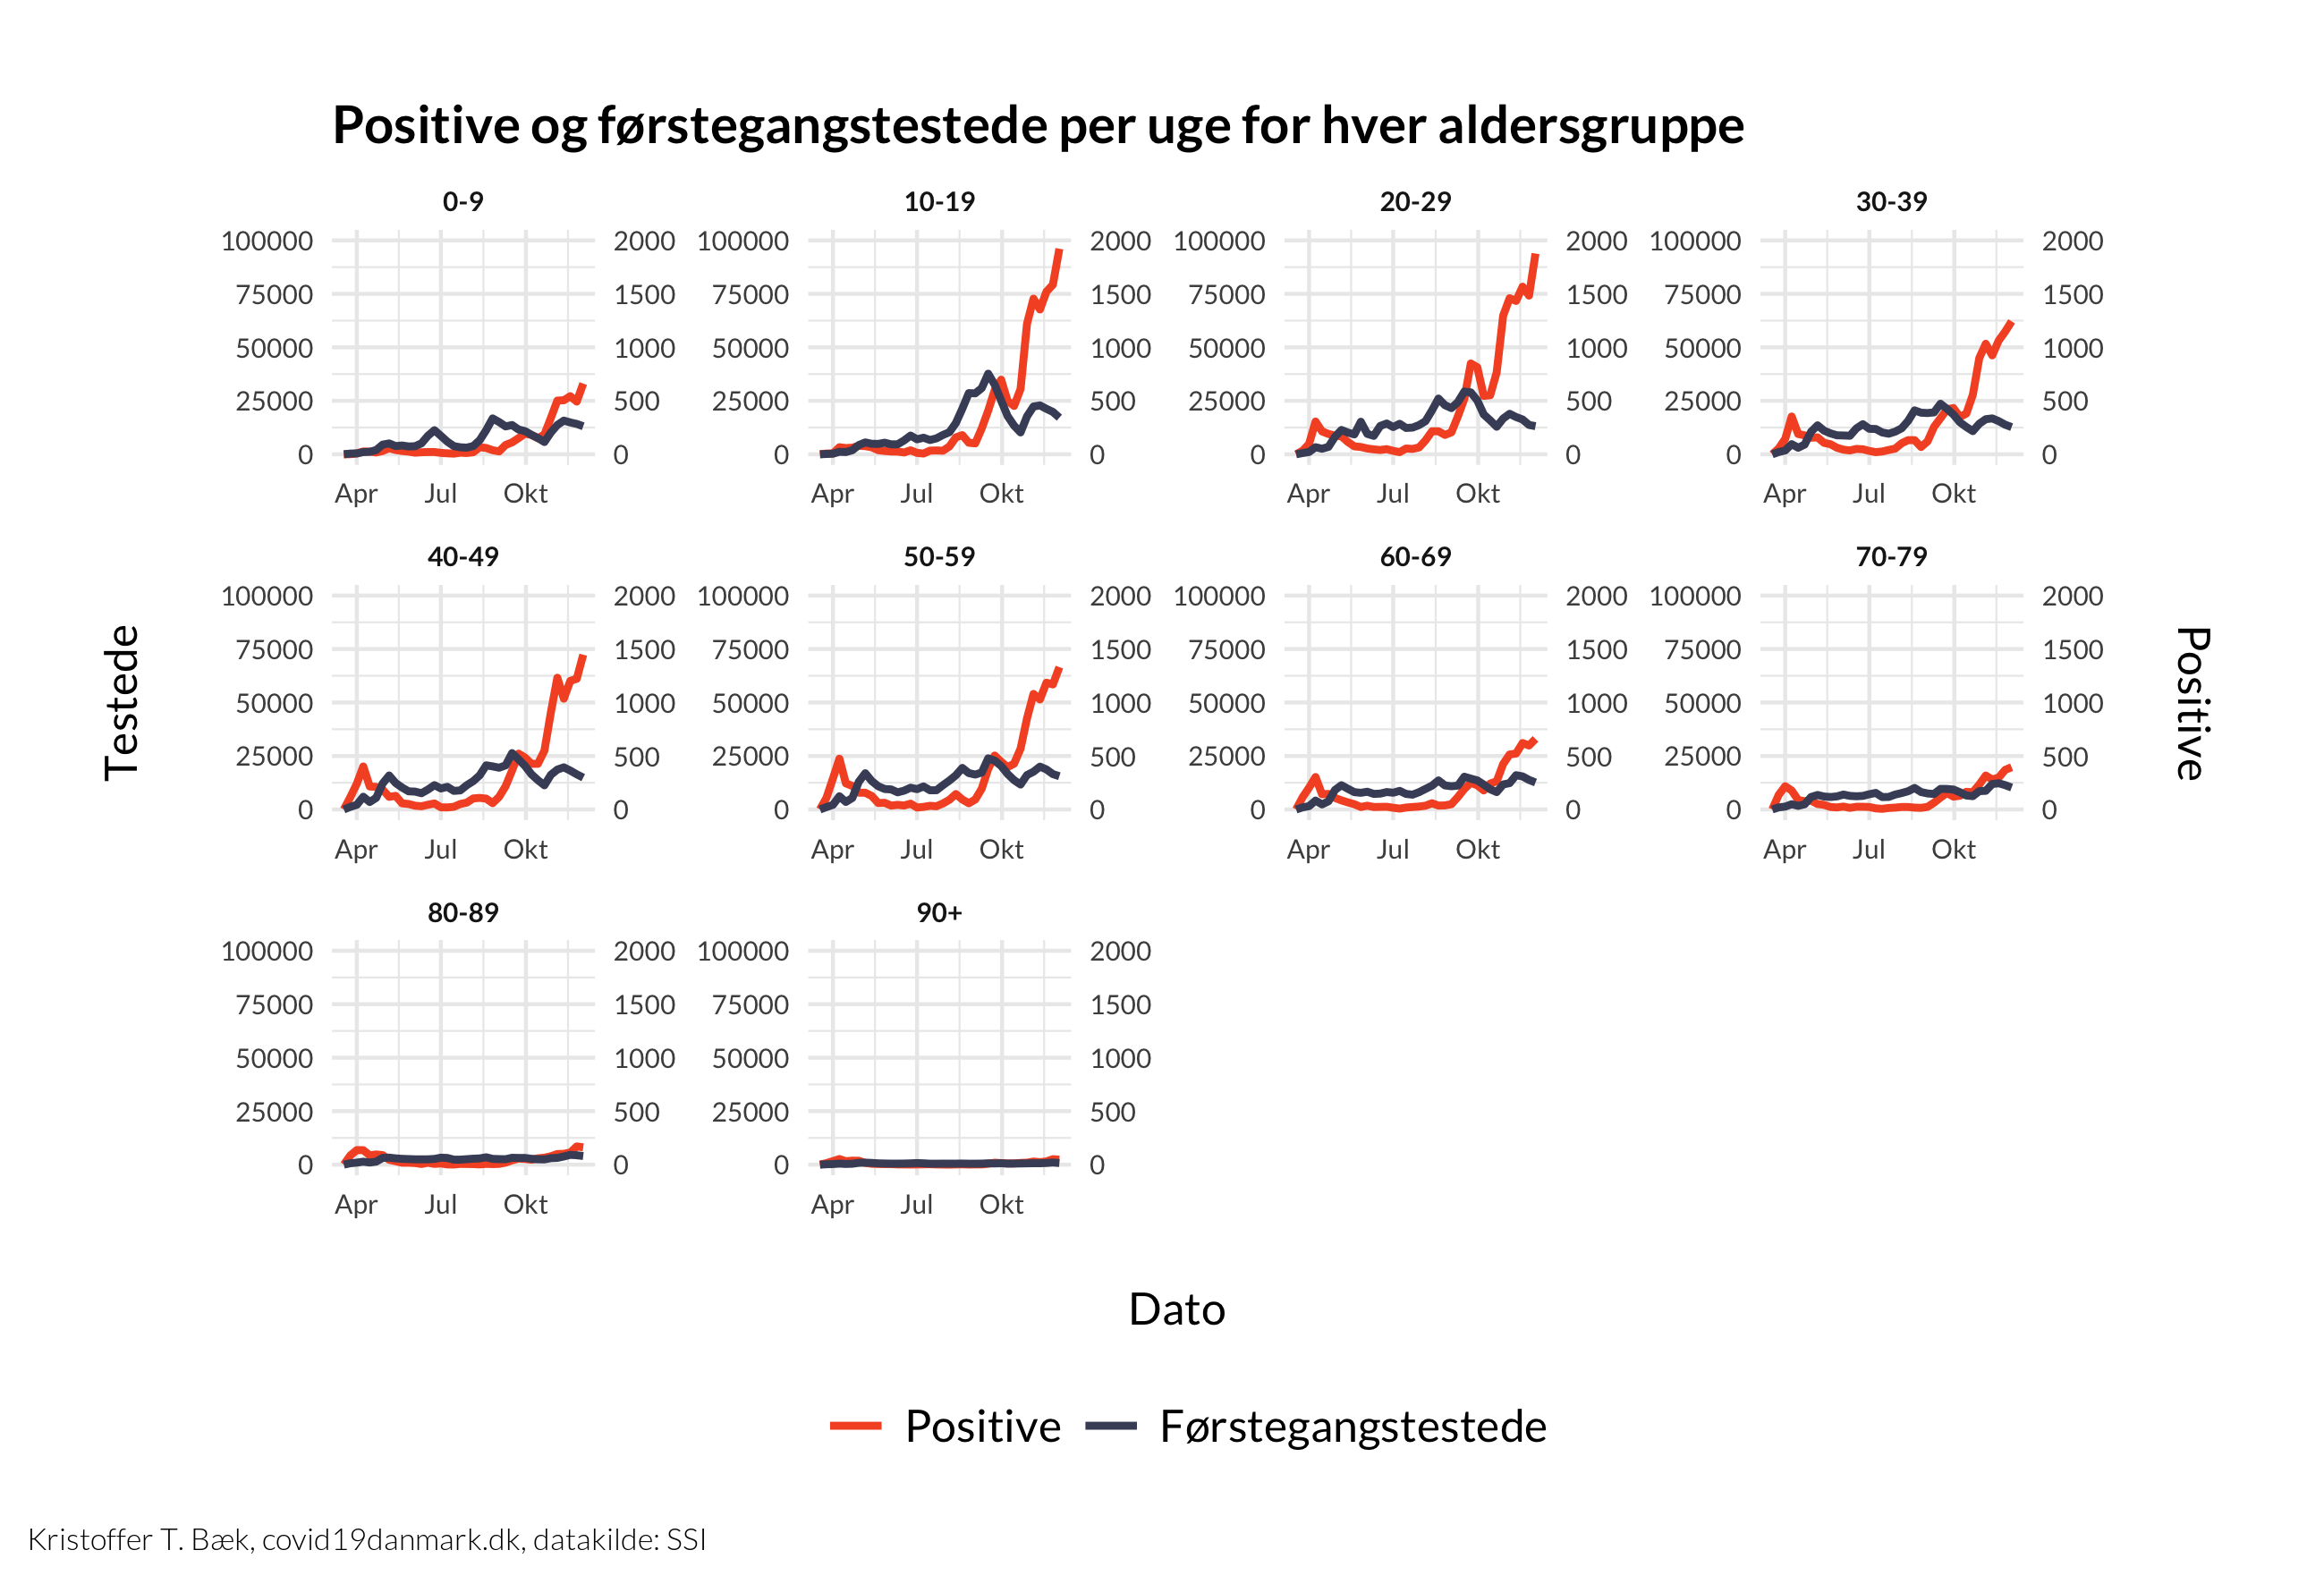 Positive og førstegangstestede per uge for hver aldersgruppe
0-9 10-19 20-29 30-39
100000 2000 100000 2000 100000 2000 100000 2000
75000 1500 75000 1500 75000 1500 75000 1500
50000 1000 50000 1000 50000 1000 50000 1000
25000 500 25000 500 25000 500 25000 500
0 0 0 0 0 0 0 0
Apr Jul Okt Apr Jul Okt Apr Jul Okt Apr Jul Okt
40-49 50-59 60-69 70-79
100000 2000 100000 2000 100000 2000 100000 2000
75000 1500 75000 1500 75000 1500 75000 1500
50000 1000 50000 1000 50000 1000 50000 1000
25000 500 25000 500 25000 500 25000 500
0 0 0 0 0 0 0 0
Apr Jul Okt Apr Jul Okt Apr Jul Okt Apr Jul Okt
Testede
Positive
80-89 90+
100000 2000 100000 2000
75000 1500 75000 1500
50000 1000 50000 1000
25000 500 25000 500
0 0 0 0
Apr Jul Okt Apr Jul Okt
Dato
Positive Førstegangstestede
Kristoffer T. Bæk, covid19danmark.dk, datakilde: SSI